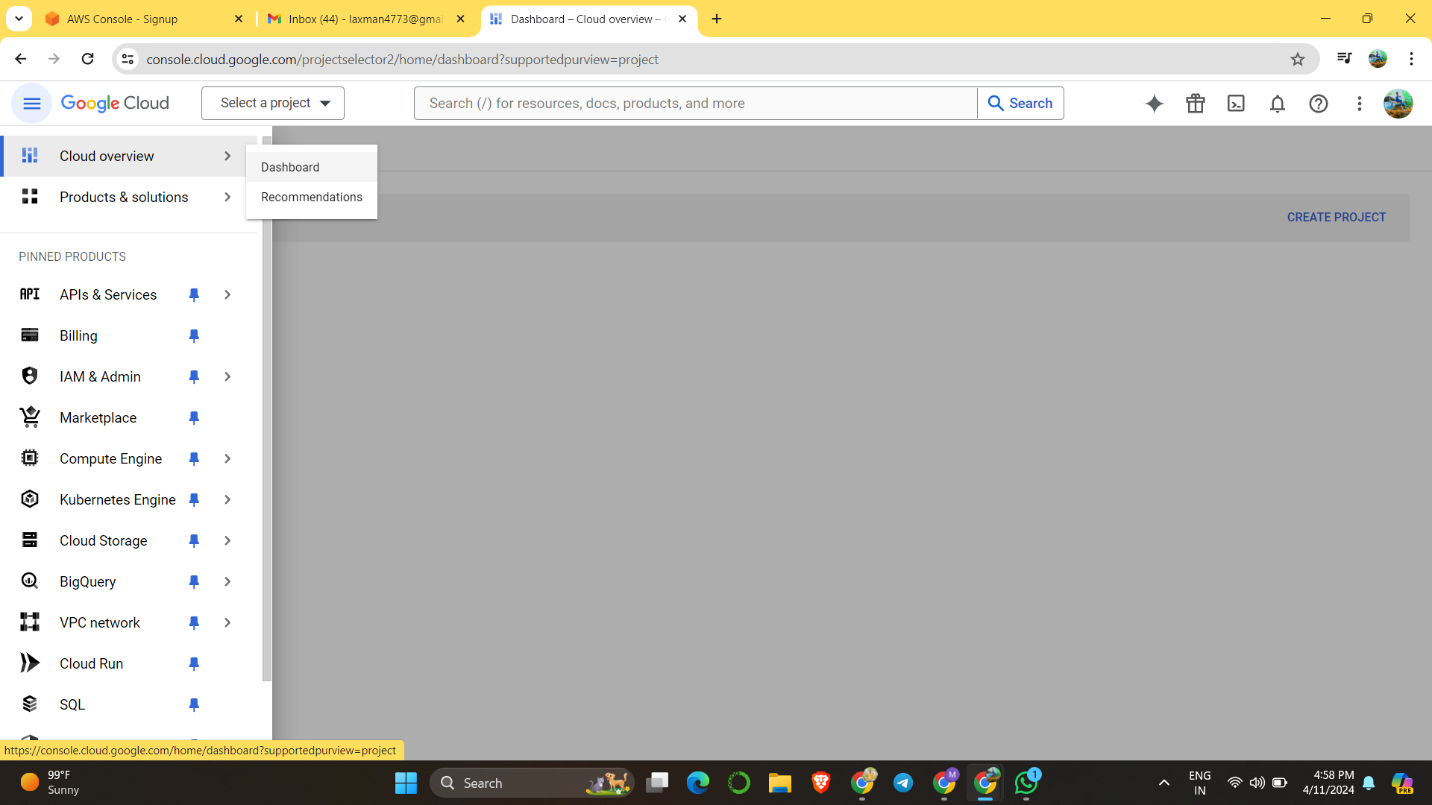 AWS Console - Signup
Inbox (44) - laxman4773@gmai
Dashboard – Cloud overview –
console.cloud.google.com/projectselector2/home/dashboard?supportedpurview=project
Google Cloud
Select a project
Search (/) for resources, docs, products, and more
Search
Cloud overview
Dashboard
Products & solutions
Recommendations
CREATE PROJECT
PINNED PRODUCTS
API APIs & Services
Billing
IAM & Admin
Marketplace
Compute Engine
Kubernetes Engine
Cloud Storage
BigQuery
VPC network
Cloud Run
SQL
https://console.cloud.google.com/home/dashboard?supportedpurview=project
99°F
Sunny
Search
M
1
ENG
IN
4:58 PM
4/11/2024
PRE